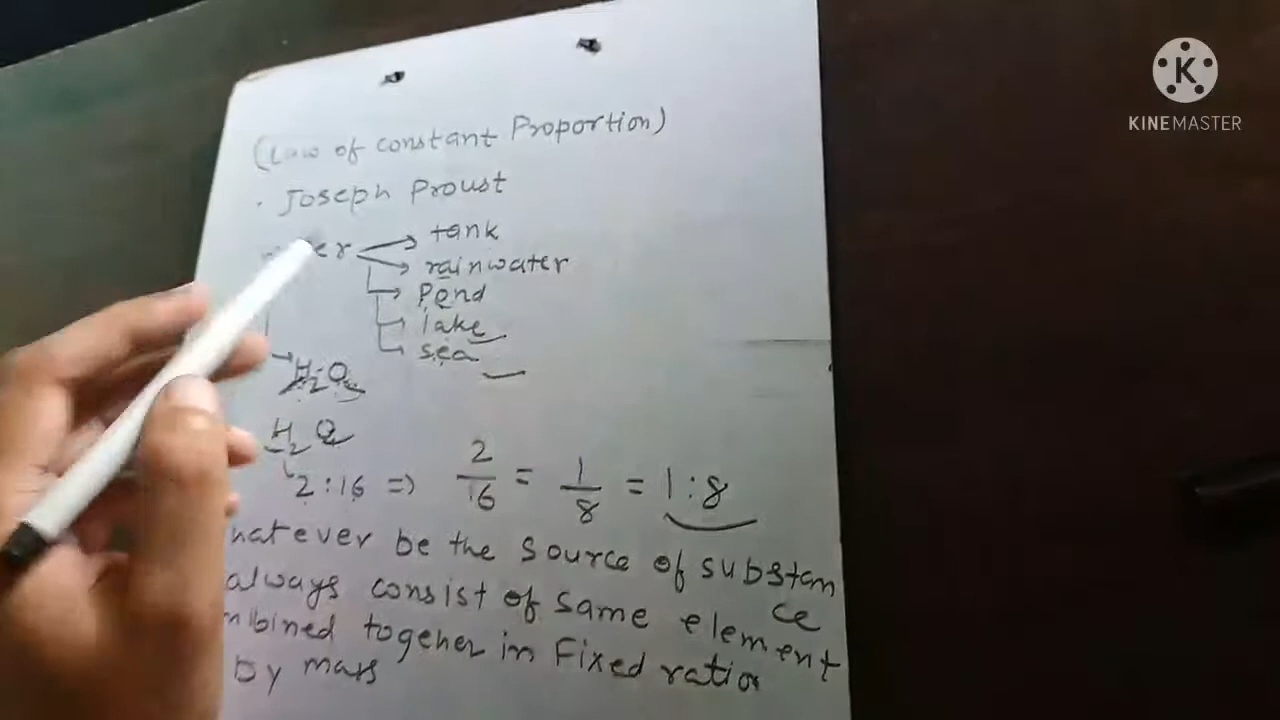 (Law of constant Proportion)
. Joseph Proust
tank
rainwater
Pond
lake
sea
H2O
H2O
2:16 => 2/16 = 1/8 = 1:8
hatever be the source of substan
ce
always consist of same element
mbined togeher in Fixed ratio
by mass
K
KINEMASTER